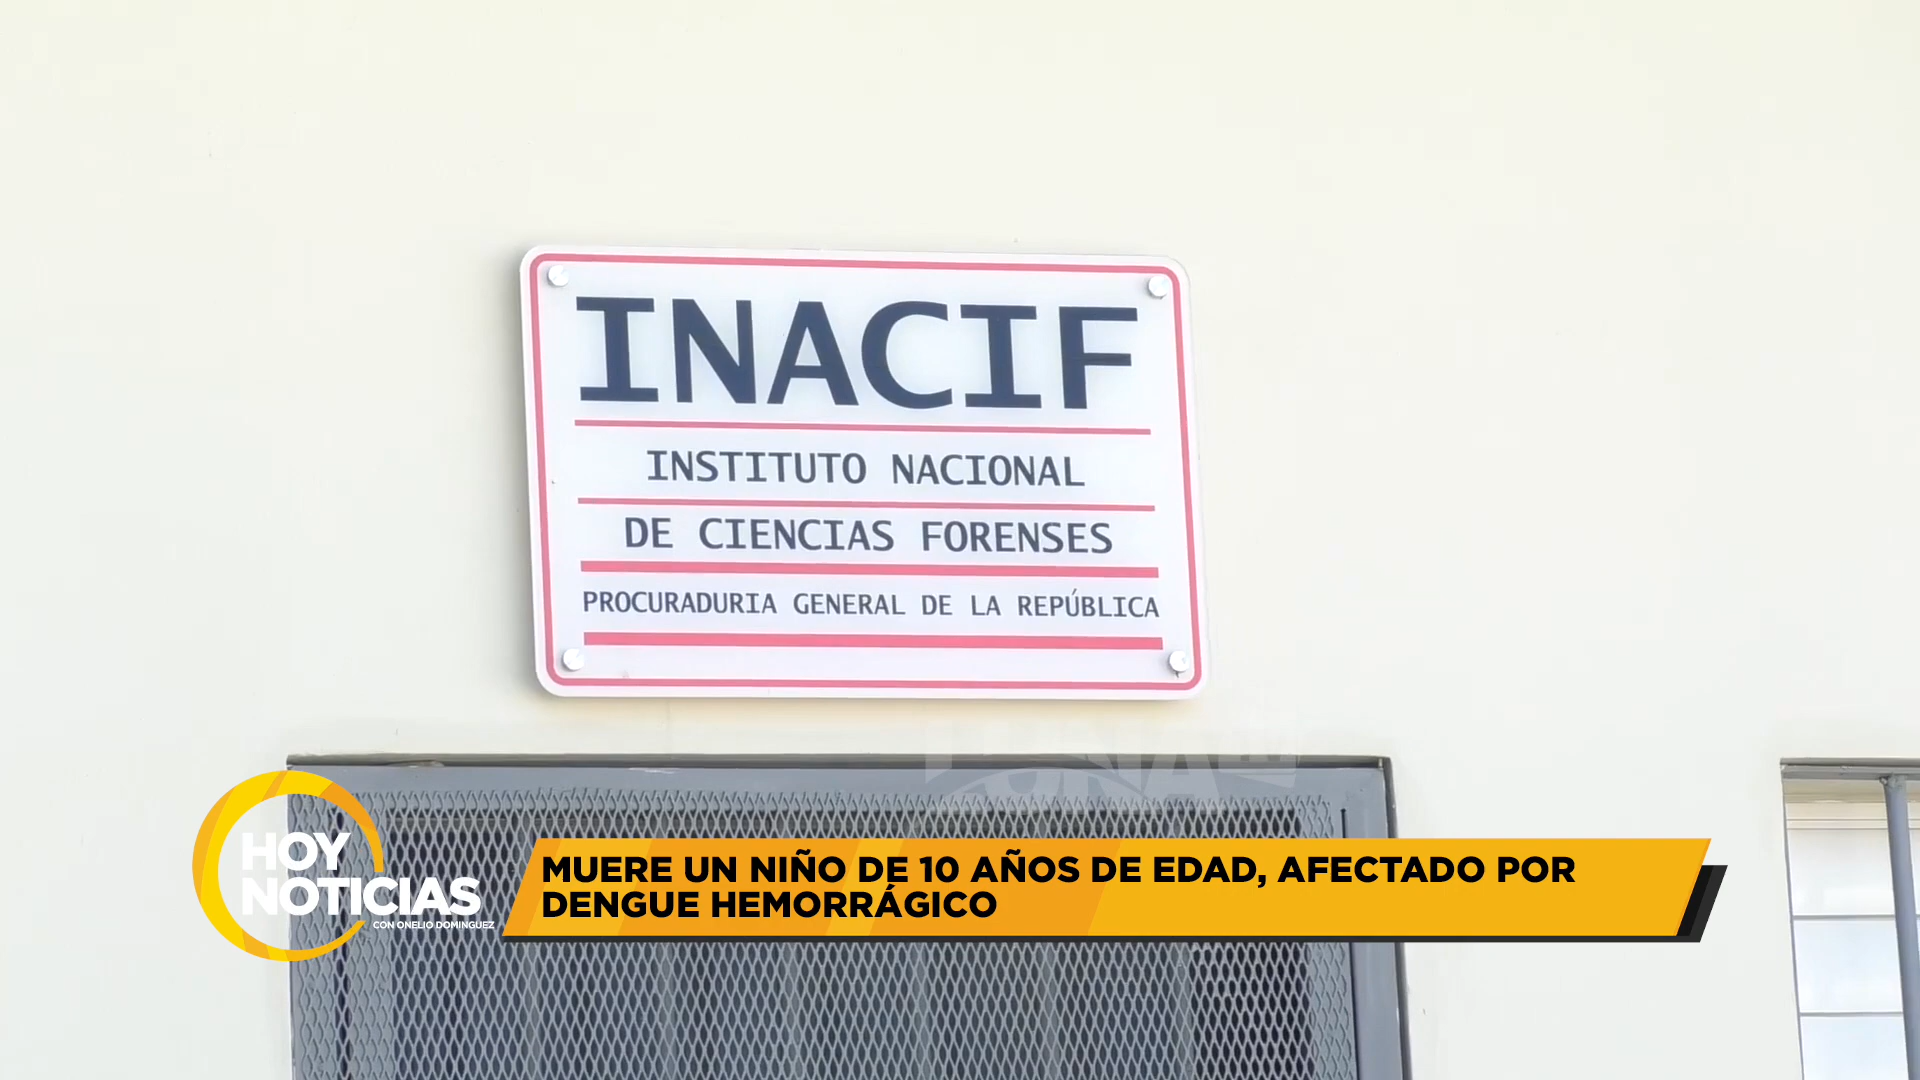 INACIF
INSTITUTO NACIONAL
DE CIENCIAS FORENSES
PROCURADURIA GENERAL DE LA REPÚBLICA
HOY
NOTICIAS
CON ONELIO DOMINGUEZ
MUERE UN NIÑO DE 10 AÑOS DE EDAD, AFECTADO POR
DENGUE HEMORRÁGICO